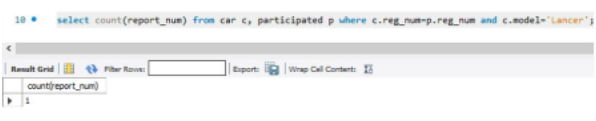 10 select count(report_num) from car c, participated p where c.reg_num=p.reg_num and c.model='Lancer';
Result Grid Filter Rows: Export: Wrap Cell Content:
count(report_num)
1